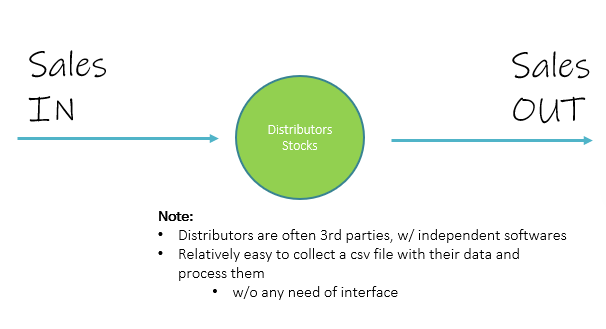 Sales
IN
Sales
OUT
Distributors
Stocks
Note:
• Distributors are often 3rd parties, w/ independent softwares
• Relatively easy to collect a csv file with their data and
process them
• w/o any need of interface